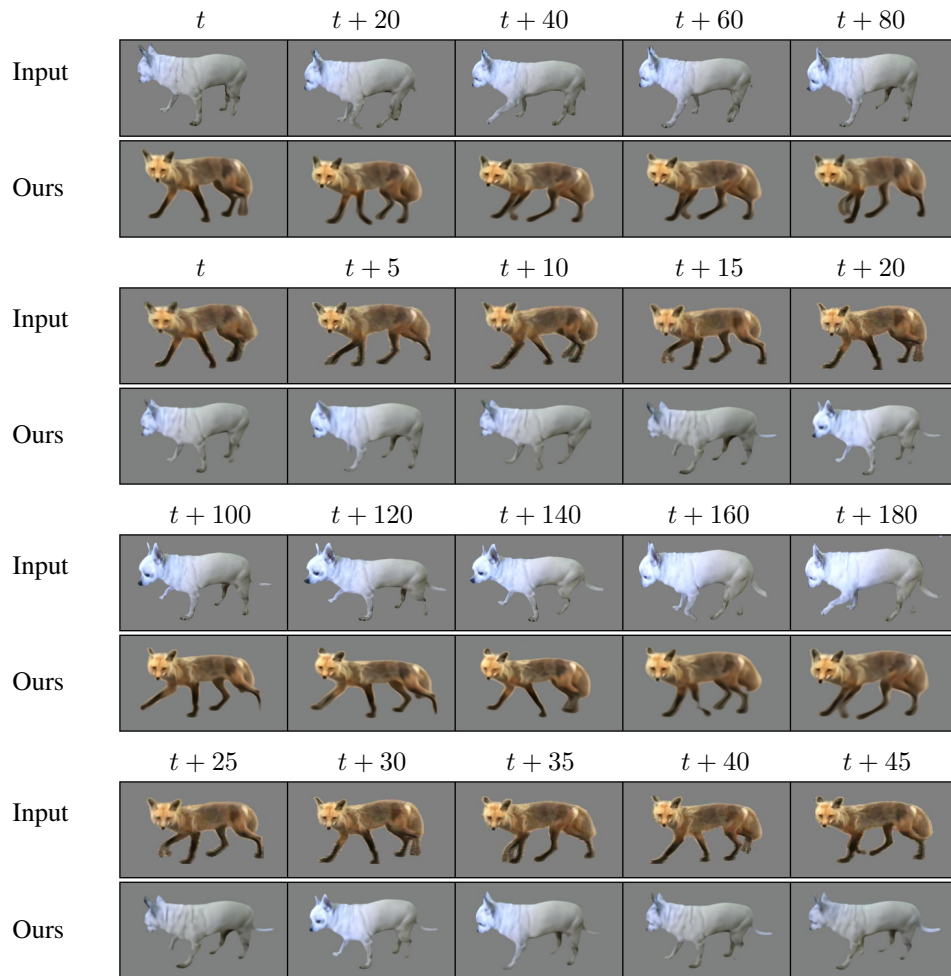 t t + 20 t + 40 t + 60 t + 80
Input
Ours
t t + 5 t + 10 t + 15 t + 20
Input
Ours
t + 100 t + 120 t + 140 t + 160 t + 180
Input
Ours
t + 25 t + 30 t + 35 t + 40 t + 45
Input
Ours